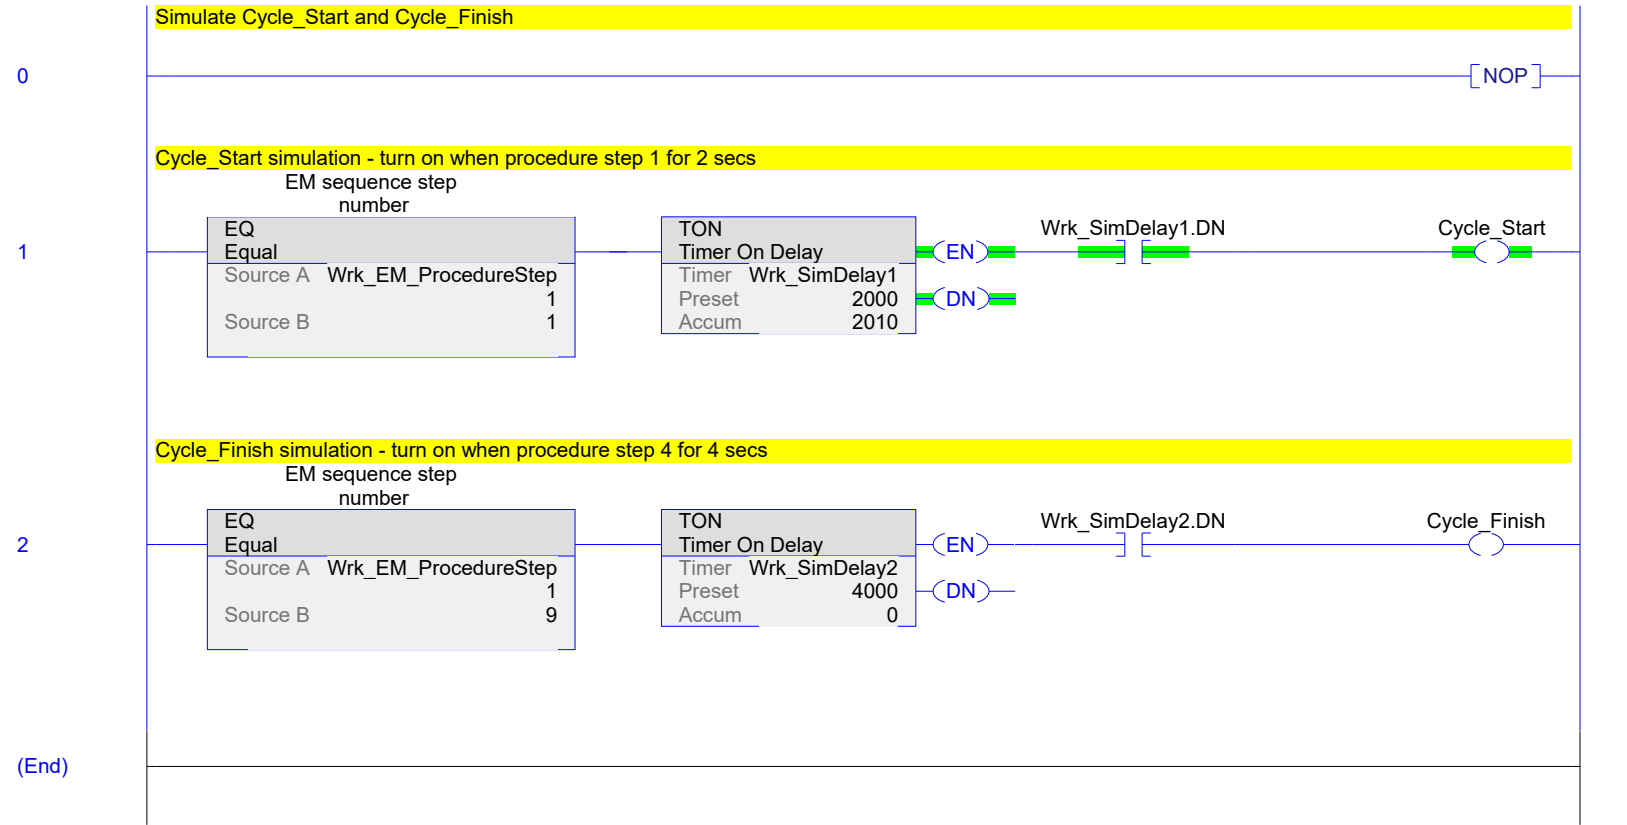 Simulate Cycle_Start and Cycle_Finish
0
NOP
Cycle_Start simulation - turn on when procedure step 1 for 2 secs
EM sequence step
number
1
EQ
Equal
Source A Wrk_EM_ProcedureStep
1
Source B 1
TON
Timer On Delay
Timer Wrk_SimDelay1
Preset 2000
Accum 2010
EN
DN
Wrk_SimDelay1.DN
Cycle_Start
Cycle_Finish simulation - turn on when procedure step 4 for 4 secs
EM sequence step
number
2
EQ
Equal
Source A Wrk_EM_ProcedureStep
1
Source B 9
TON
Timer On Delay
Timer Wrk_SimDelay2
Preset 4000
Accum 0
EN
DN
Wrk_SimDelay2.DN
Cycle_Finish
(End)